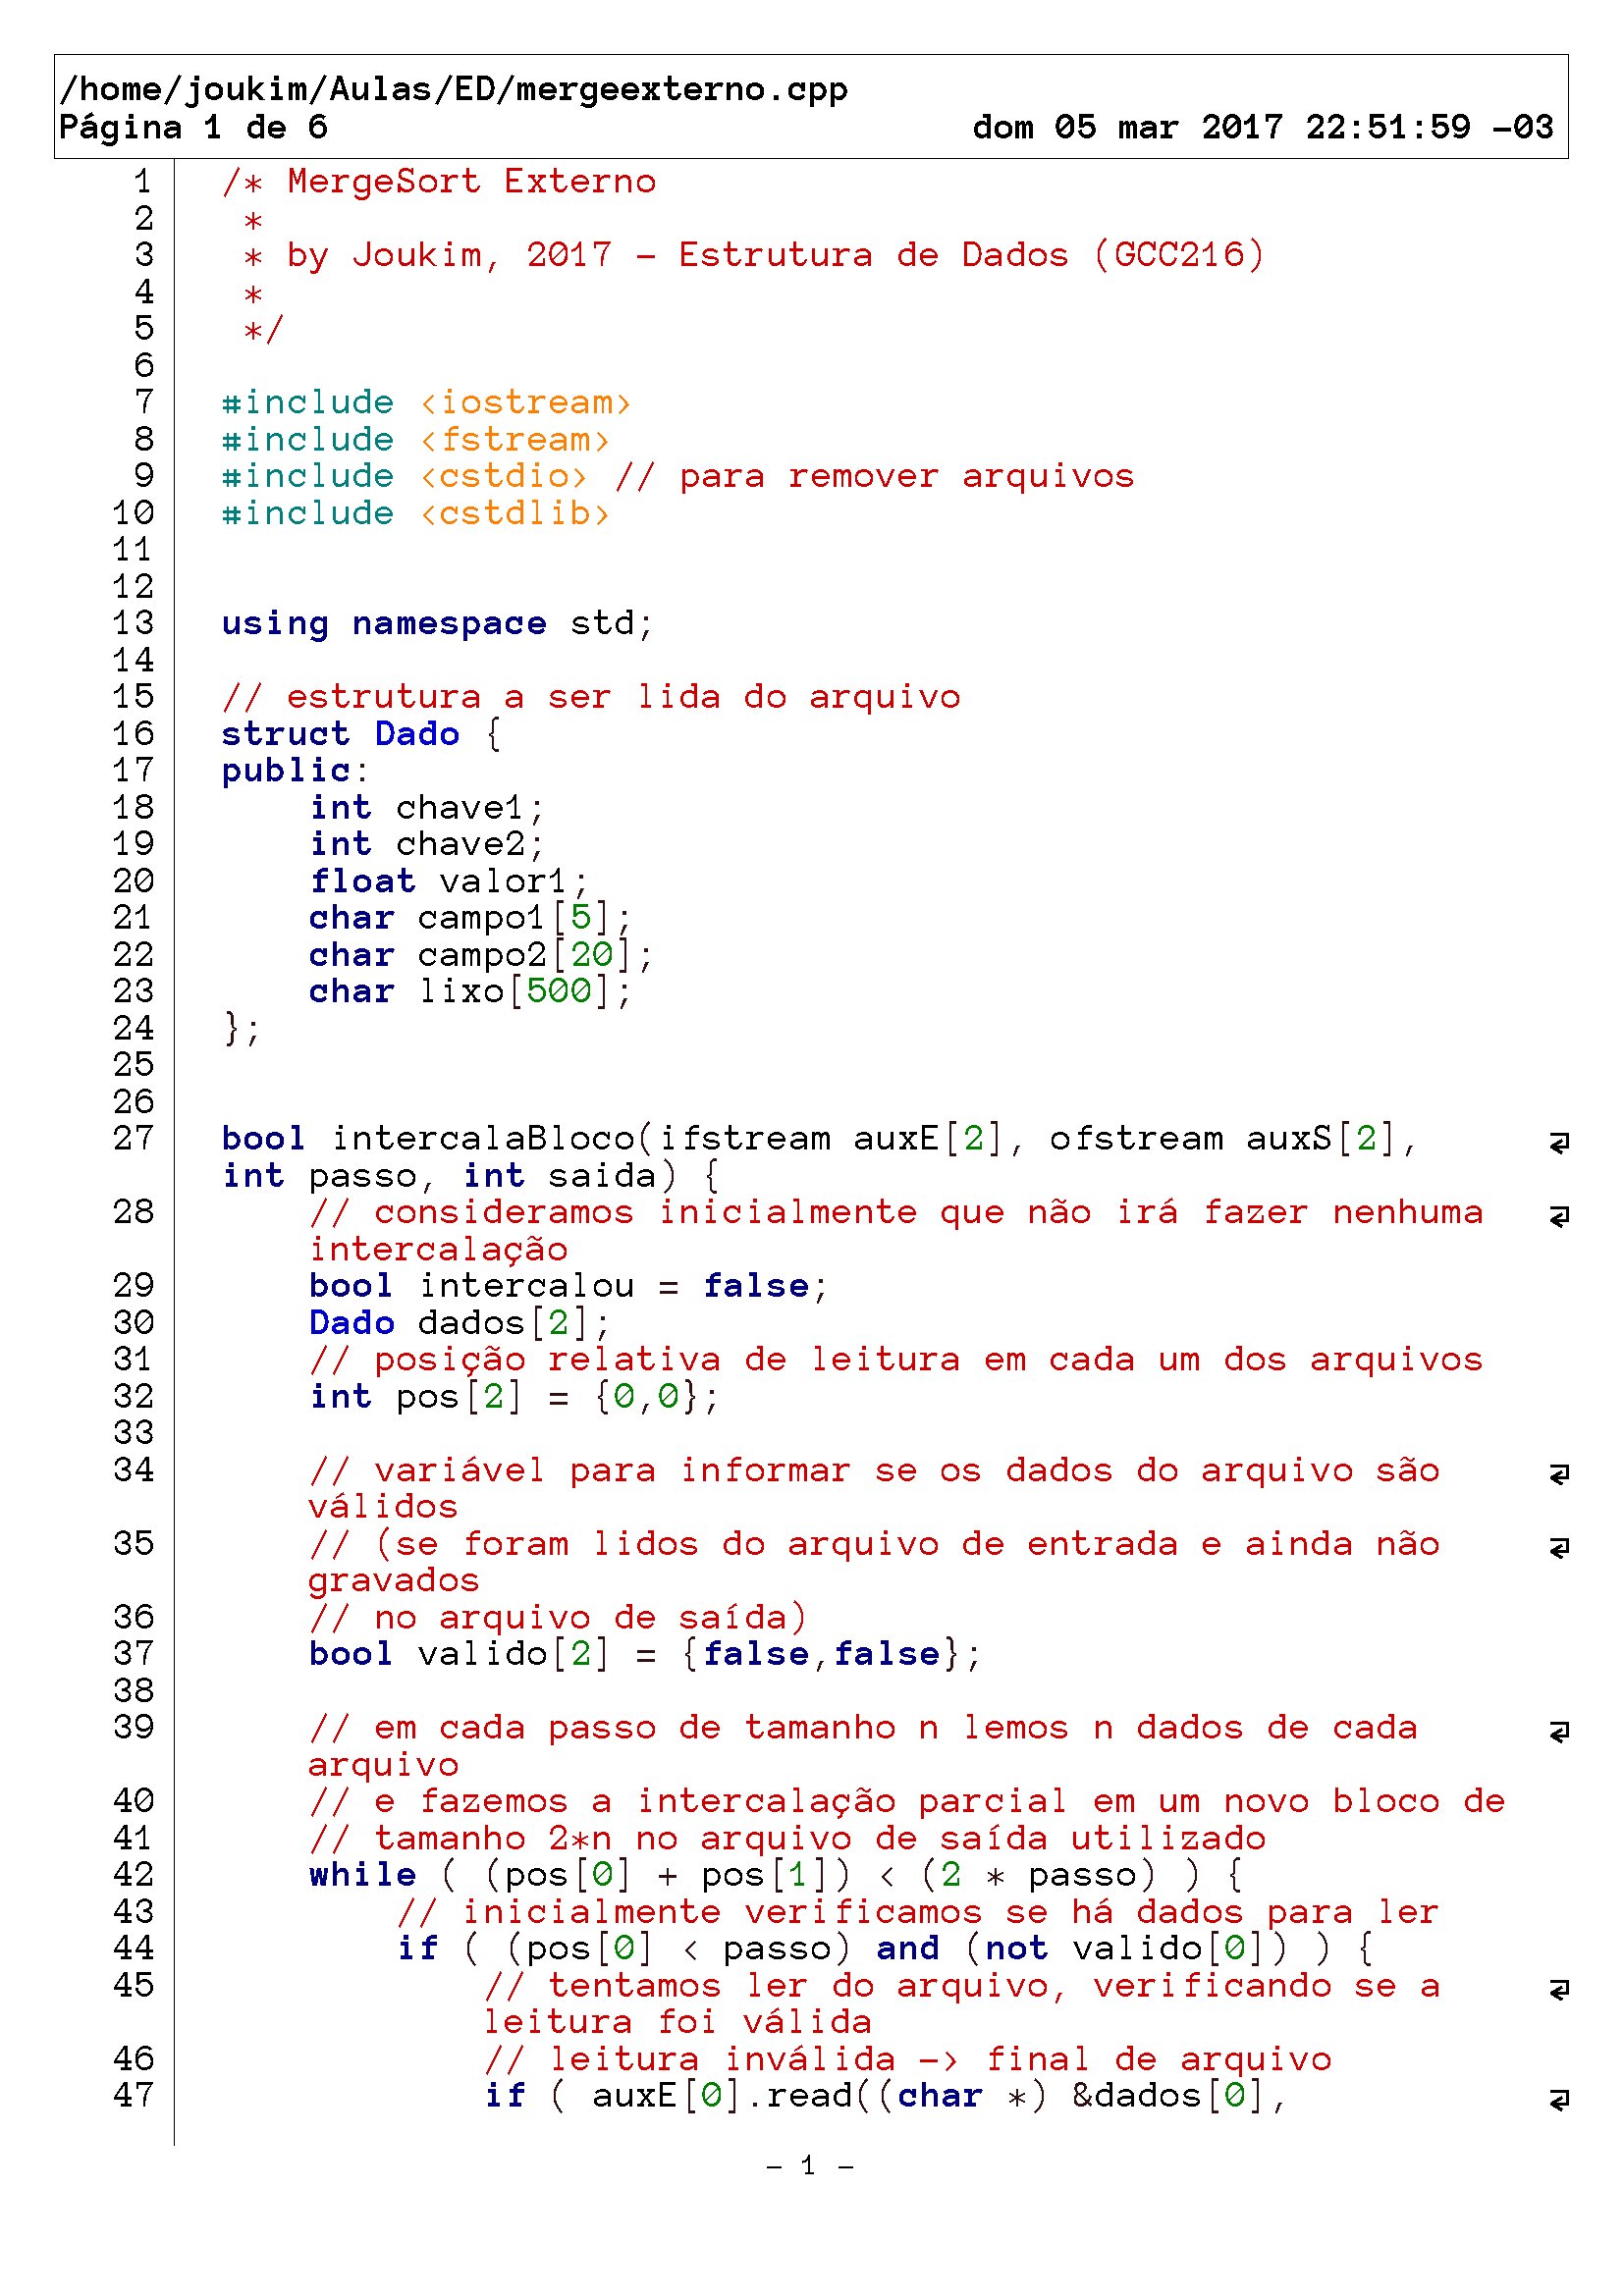 /home/joukim/Aulas/ED/mergeexterno.cpp
Página 1 de 6 dom 05 mar 2017 22:51:59 -03
1 /* MergeSort Externo
2  *
3  * by Joukim, 2017 - Estrutura de Dados (GCC216)
4  *
5  */
6
7 #include <iostream>
8 #include <fstream>
9 #include <cstdio> // para remover arquivos
10 #include <cstdlib>
11
12
13 using namespace std;
14
15 // estrutura a ser lida do arquivo
16 struct Dado {
17 public:
18     int chave1;
19     int chave2;
20     float valor1;
21     char campo1[5];
22     char campo2[20];
23     char lixo[500];
24 };
25
26
27 bool intercalaBloco(ifstream auxE[2], ofstream auxS[2],
int passo, int saida) {
28     // consideramos inicialmente que não irá fazer nenhuma
intercalação
29     bool intercalou = false;
30     Dado dados[2];
31     // posição relativa de leitura em cada um dos arquivos
32     int pos[2] = {0,0};
33
34     // variável para informar se os dados do arquivo são
válidos
35     // (se foram lidos do arquivo de entrada e ainda não
gravados
36     // no arquivo de saída)
37     bool valido[2] = {false,false};
38
39     // em cada passo de tamanho n lemos n dados de cada
arquivo
40     // e fazemos a intercalação parcial em um novo bloco de
41     // tamanho 2*n no arquivo de saída utilizado
42     while ( (pos[0] + pos[1]) < (2 * passo) ) {
43         // inicialmente verificamos se há dados para ler
44         if ( (pos[0] < passo) and (not valido[0]) ) {
45             // tentamos ler do arquivo, verificando se a
leitura foi válida
46             // leitura inválida -> final de arquivo
47             if ( auxE[0].read((char *) &dados[0],
- 1 -